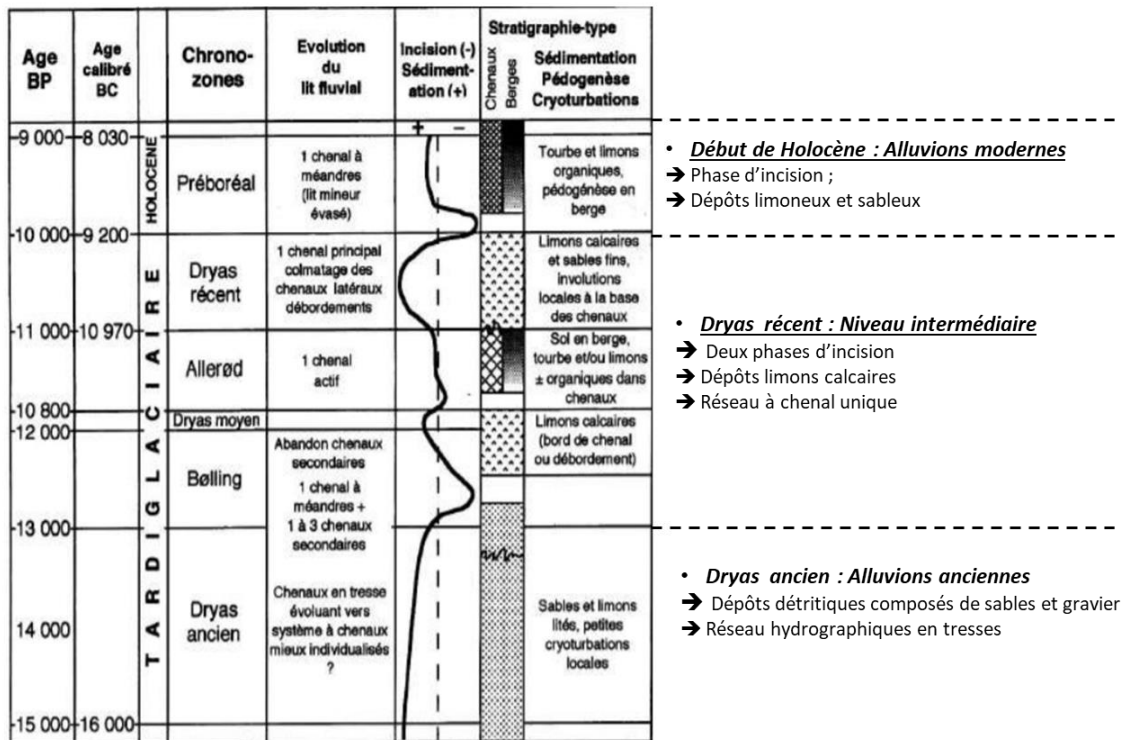 Age
BP
Age
calibré
BC
Chrono-
zones
Evolution
du
lit fluvial
Incision (-)
Sédiment-
ation (+)
Stratigraphie-type
Chenaux
Berges
Sédimentation
Pédogenèse
Cryoturbations
+ –
-9 000
-8 030
HOLOCENE
Préboréal
1 chenal à
méandres
(lit mineur
évasé)
Tourbe et limons
organiques,
pédogénèse en
berge
-10 000
-9 200
TARDIGLACIAIRE
Dryas
récent
1 chenal principal
colmatage des
chenaux latéraux
débordements
Limons calcaires
et sables fins,
involutions
locales à la base
des chenaux
-11 000
-10 970
Allerød
1 chenal
actif
Sol en berge,
tourbe et/ou limons
± organiques dans
chenaux
-10 800
Dryas moyen
-12 000
Bølling
Abandon chenaux
secondaires
1 chenal à
méandres +
1 à 3 chenaux
secondaires
Limons calcaires
(bord de chenal
ou débordement)
-13 000
Dryas
ancien
Chenaux en tresse
évoluant vers
système à chenaux
mieux individualisés
?
Sables et limons
lités, petites
cryoturbations
locales
14 000
-15 000
-16 000
• Début de Holocène : Alluvions modernes
➔ Phase d’incision ;
➔ Dépôts limoneux et sableux
• Dryas récent : Niveau intermédiaire
➔ Deux phases d’incision
➔ Dépôts limons calcaires
➔ Réseau à chenal unique
• Dryas ancien : Alluvions anciennes
➔ Dépôts détritiques composés de sables et gravier
➔ Réseau hydrographiques en tresses